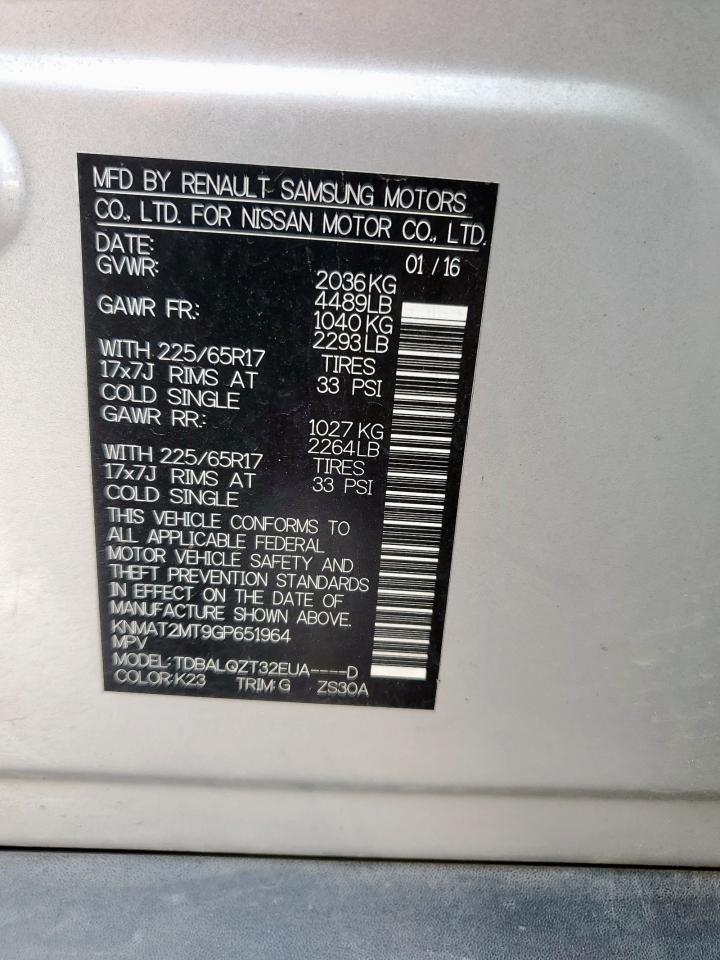 MFD BY RENAULT SAMSUNG MOTORS
CO., LTD. FOR NISSAN MOTOR CO., LTD.
DATE: 01 / 16
GVWR: 2036KG
4489LB
GAWR FR.: 1040 KG
2293LB
WITH 225/65R17 TIRES
17x7J RIMS AT 33 PSI
COLD SINGLE
GAWR RR.: 1027 KG
2264LB
WITH 225/65R17 TIRES
17x7J RIMS AT 33 PSI
COLD SINGLE
THIS VEHICLE CONFORMS TO
ALL APPLICABLE FEDERAL
MOTOR VEHICLE SAFETY AND
THEFT PREVENTION STANDARDS
IN EFFECT ON THE DATE OF
MANUFACTURE SHOWN ABOVE.
KNMAT2MT9GP651964
MPV
MODEL: TDBALQZT32EUA----D
COLOR:K23 TRIM:G ZS30A